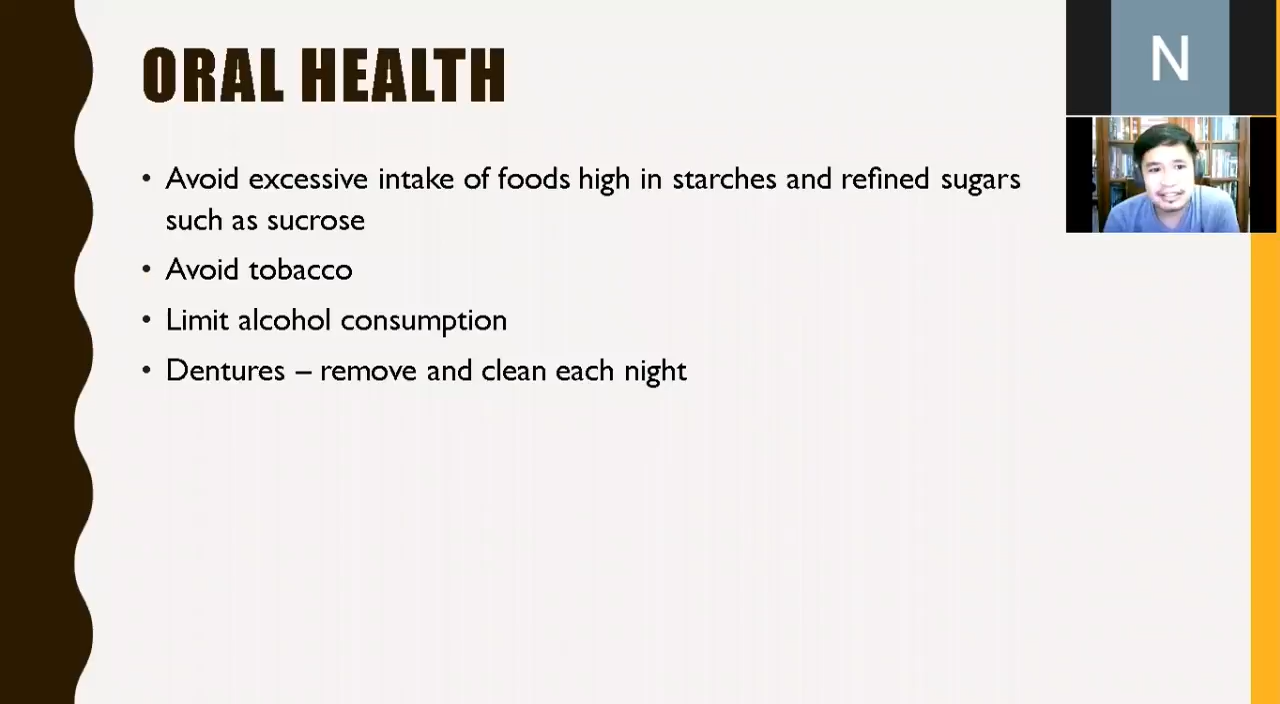 ORAL HEALTH
• Avoid excessive intake of foods high in starches and refined sugars
such as sucrose
• Avoid tobacco
• Limit alcohol consumption
• Dentures – remove and clean each night
N